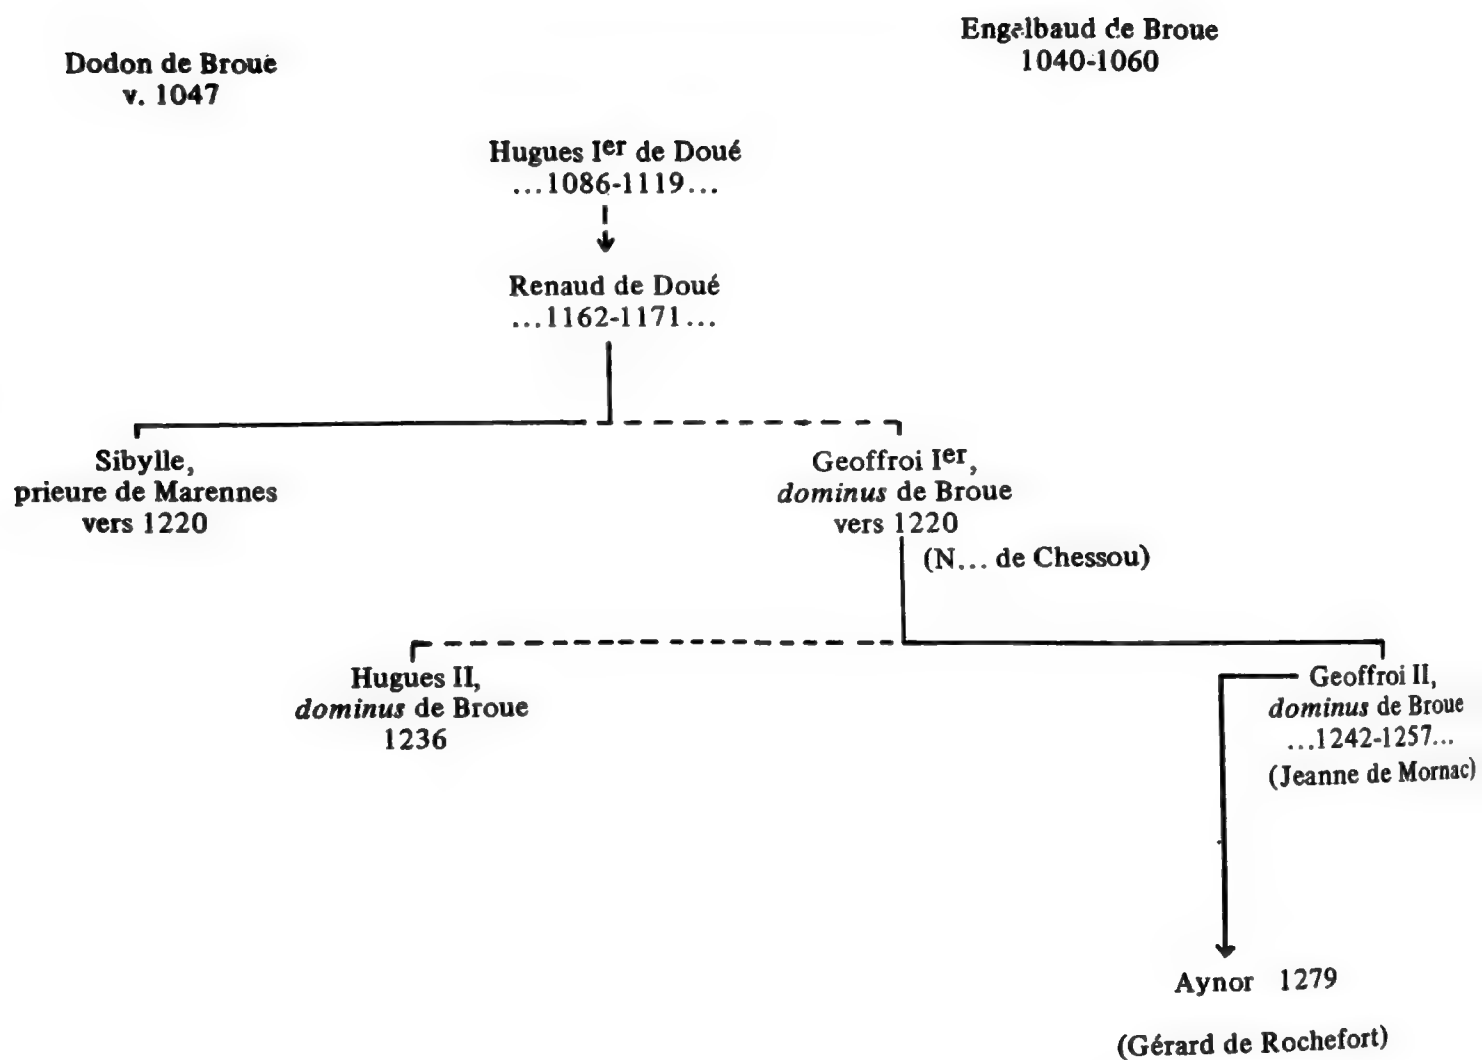 Engelbaud de Broue
1040-1060
Dodon de Broue
v. 1047
Hugues Ier de Doué
...1086-1119...
Renaud de Doué
...1162-1171...
Sibylle,
prieure de Marennes
vers 1220
Geoffroi Ier,
dominus de Broue
vers 1220
(N... de Chessou)
Hugues II,
dominus de Broue
1236
Geoffroi II,
dominus de Broue
...1242-1257...
(Jeanne de Mornac)
Aynor 1279
(Gérard de Rochefort)